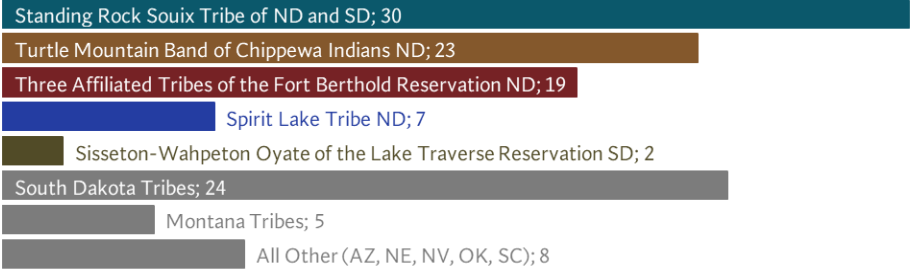 Standing Rock Souix Tribe of ND and SD; 30
Turtle Mountain Band of Chippewa Indians ND; 23
Three Affiliated Tribes of the Fort Berthold Reservation ND; 19
Spirit Lake Tribe ND; 7
Sisseton-Wahpeton Oyate of the Lake Traverse Reservation SD; 2
South Dakota Tribes; 24
Montana Tribes; 5
All Other (AZ, NE, NV, OK, SC); 8